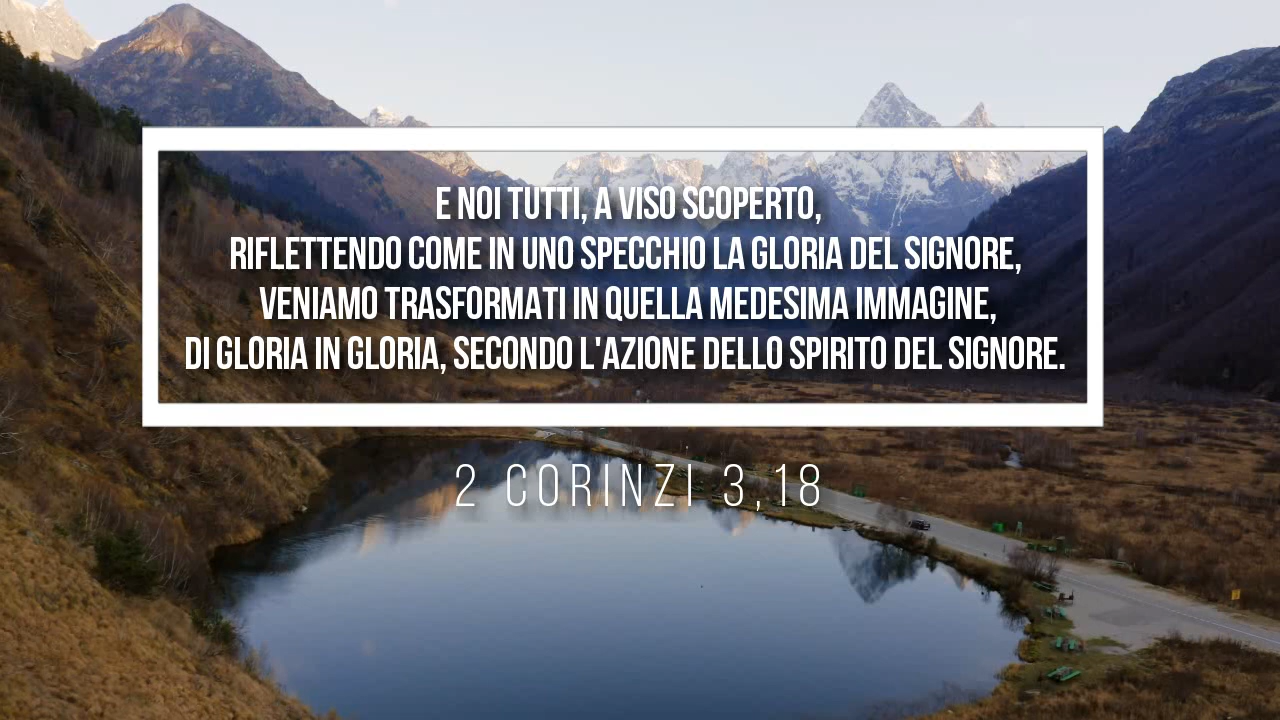 E NOI TUTTI, A VISO SCOPERTO,
RIFLETTENDO COME IN UNO SPECCHIO LA GLORIA DEL SIGNORE,
VENIAMO TRASFORMATI IN QUELLA MEDESIMA IMMAGINE,
DI GLORIA IN GLORIA, SECONDO L'AZIONE DELLO SPIRITO DEL SIGNORE.
2 CORINZI 3,18